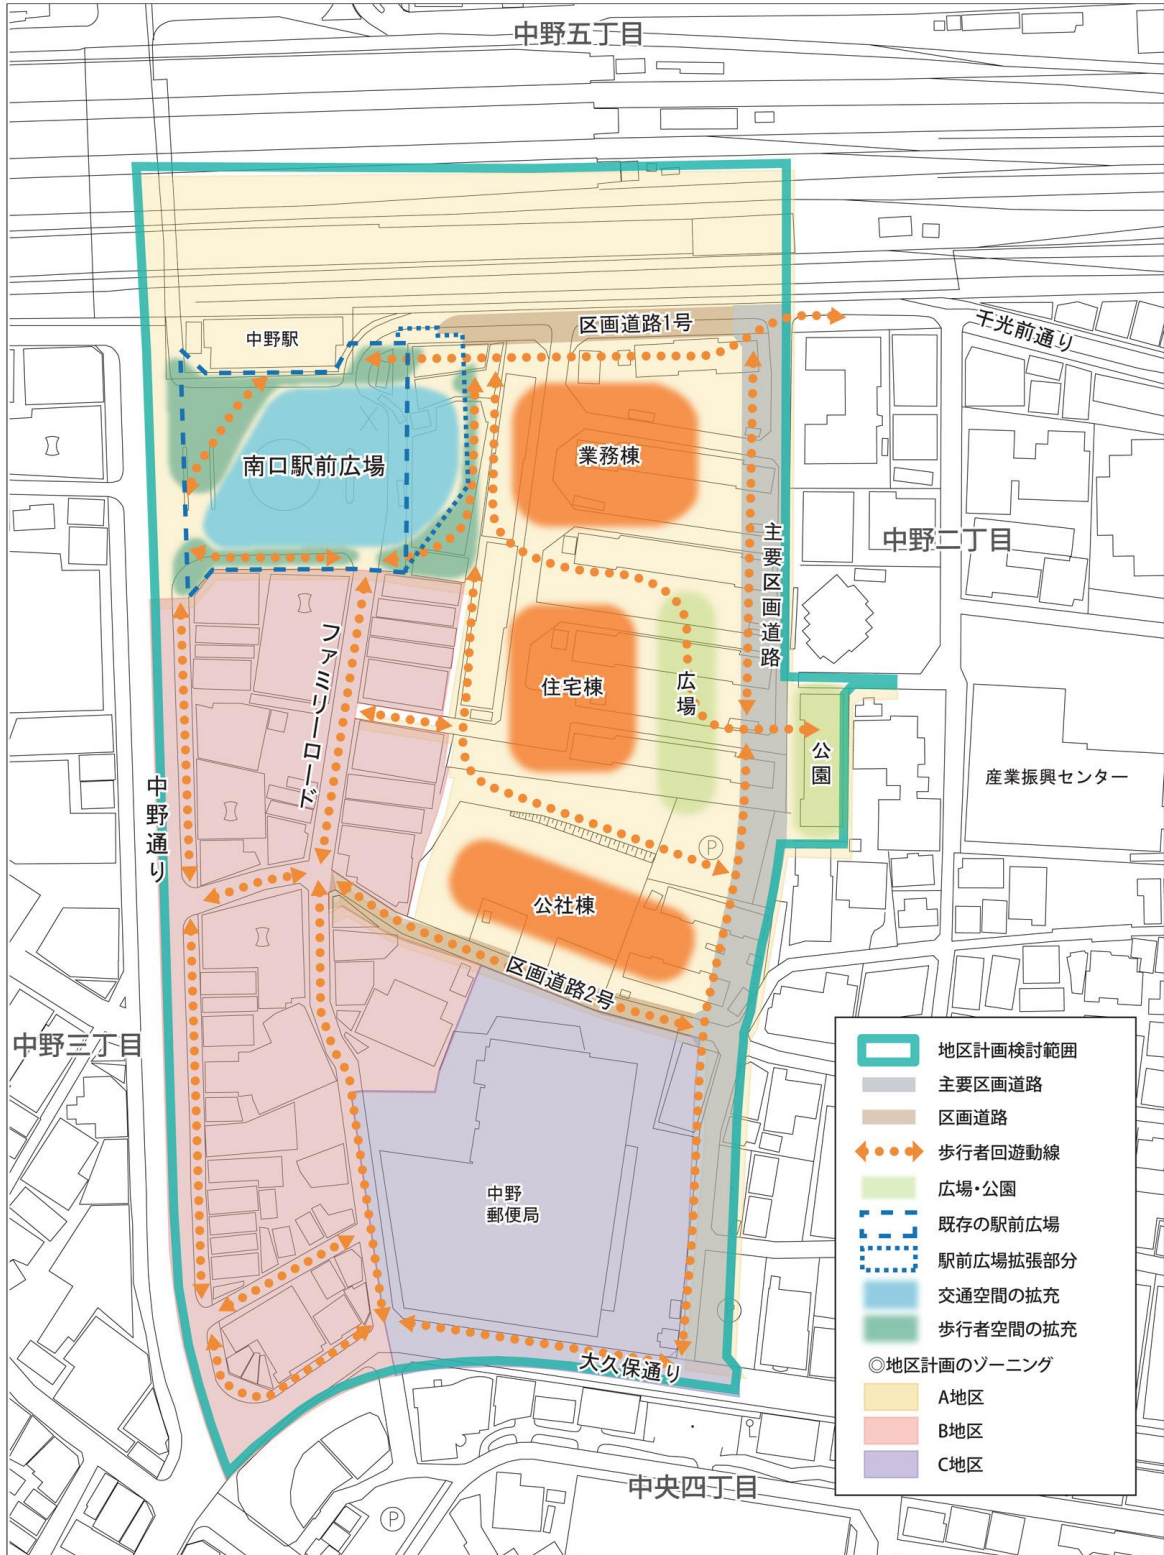 中野五丁目
千光前通り
区画道路1号
中野駅
業務棟
南口駅前広場
主要区画道路
中野二丁目
ファミリーロード
住宅棟
広場
公園
産業振興センター
中野通り
P
公社棟
区画道路2号
中野三丁目
中野
郵便局
大久保通り
中央四丁目
P
P
地区計画検討範囲
主要区画道路
区画道路
歩行者回遊動線
広場・公園
既存の駅前広場
駅前広場拡張部分
交通空間の拡充
歩行者空間の拡充
◎地区計画のゾーニング
A地区
B地区
C地区